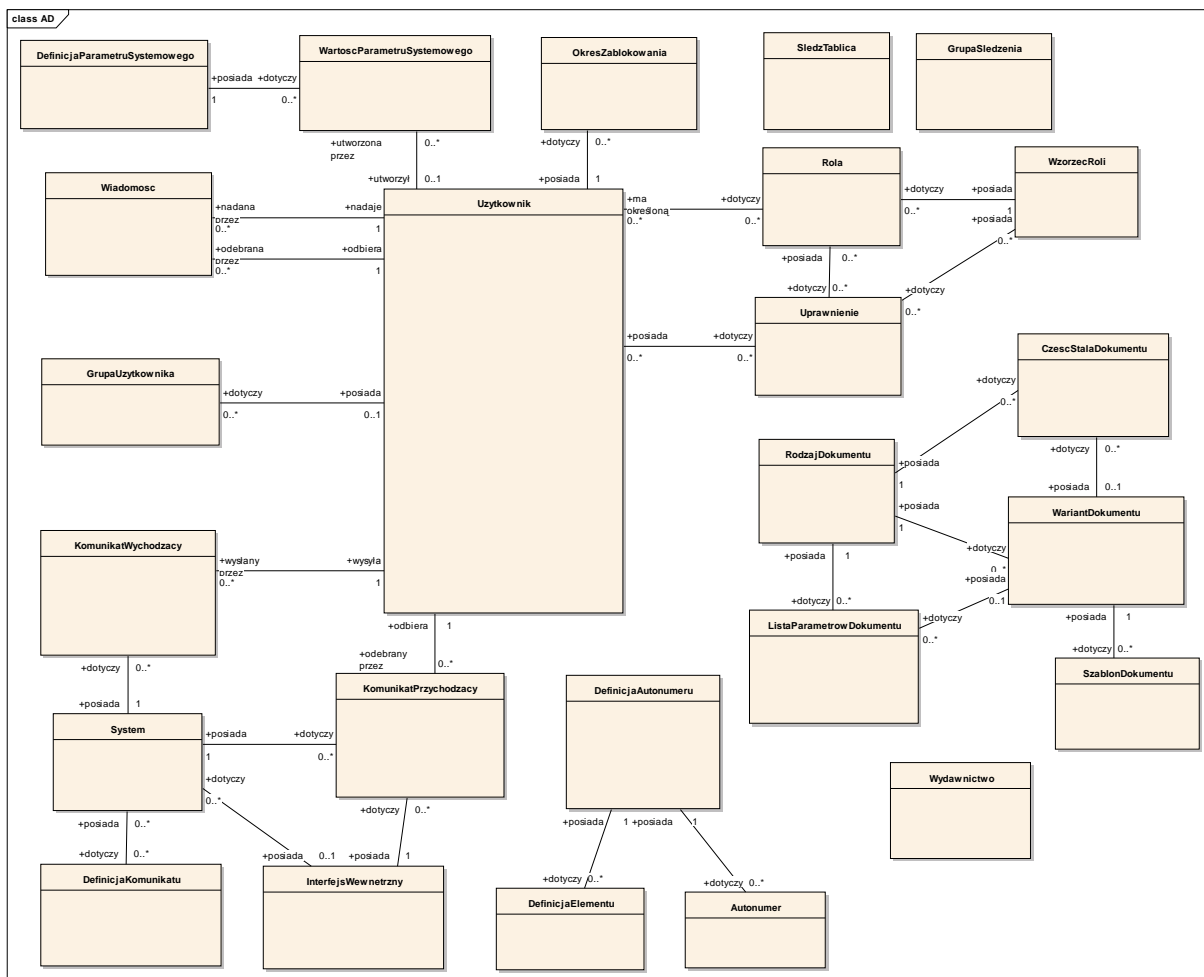 class AD
DefinicjaParametruSystemowego
WartoscParametruSystemowego
OkresZablokowania
SledzTablica
GrupaSledzenia
+posiada +dotyczy
1 0..*
+utworzona
przez
0..*
+utworzył
0..1
+dotyczy 0..*
+posiada 1
Wiadomosc
Uzytkownik
Rola
WzorzecRoli
+nadana
przez
0..*
+nadaje
1
+odebrana
przez
0..*
+odbiera
1
+ma
określoną
0..*
+dotyczy
0..*
+dotyczy
0..*
+posiada
1
+posiada
0..*
+posiada 0..*
+dotyczy 0..*
+dotyczy
0..*
Uprawnienie
+posiada
0..*
+dotyczy
0..*
GrupaUzytkownika
+dotyczy
0..*
+posiada
0..1
CzescStalaDokumentu
+dotyczy
0..*
RodzajDokumentu
+posiada
1
+dotyczy 0..*
+posiada 0..1
+posiada
1
WariantDokumentu
+dotyczy
0..*
+posiada
0..1
+posiada 1
+dotyczy 0..*
+dotyczy
0..*
ListaParametrowDokumentu
+posiada 1
+dotyczy 0..*
SzablonDokumentu
KomunikatWychodzacy
+wysłany
przez
0..*
+wysyła
1
+odbiera 1
+odebrany
przez
0..*
+dotyczy 0..*
+posiada 1
KomunikatPrzychodzacy
DefinicjaAutonumeru
System
+posiada
1
+dotyczy
0..*
+dotyczy
0..*
Wydawnictwo
+posiada 0..*
+dotyczy 0..*
+dotyczy 0..*
+posiada 0..1
+posiada 1
+posiada 1
+posiada 1
+dotyczy 0..*
+dotyczy 0..*
DefinicjaKomunikatu
InterfejsWewnetrzny
DefinicjaElementu
Autonumer